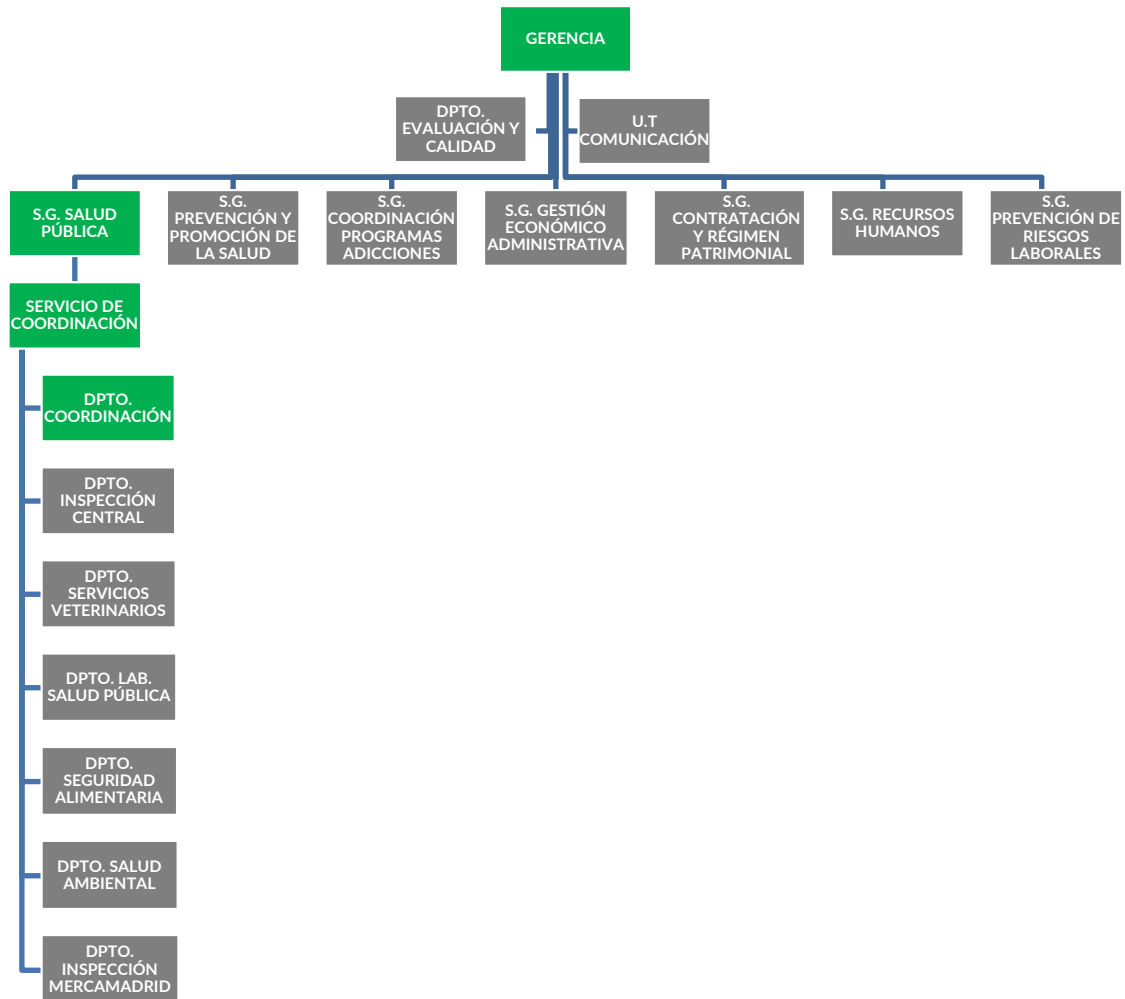 GERENCIA
DPTO.
EVALUACIÓN Y
CALIDAD
U.T
COMUNICACIÓN
S.G. SALUD
PÚBLICA
S.G.
PREVENCIÓN Y
PROMOCIÓN DE
LA SALUD
S.G.
COORDINACIÓN
PROGRAMAS
ADICCIONES
S.G. GESTIÓN
ECONÓMICO
ADMINISTRATIVA
S.G.
CONTRATACIÓN
Y RÉGIMEN
PATRIMONIAL
S.G. RECURSOS
HUMANOS
S.G.
PREVENCIÓN DE
RIESGOS
LABORALES
SERVICIO DE
COORDINACIÓN
DPTO.
COORDINACIÓN
DPTO.
INSPECCIÓN
CENTRAL
DPTO.
SERVICIOS
VETERINARIOS
DPTO. LAB.
SALUD PÚBLICA
DPTO.
SEGURIDAD
ALIMENTARIA
DPTO. SALUD
AMBIENTAL
DPTO.
INSPECCIÓN
MERCAMADRID